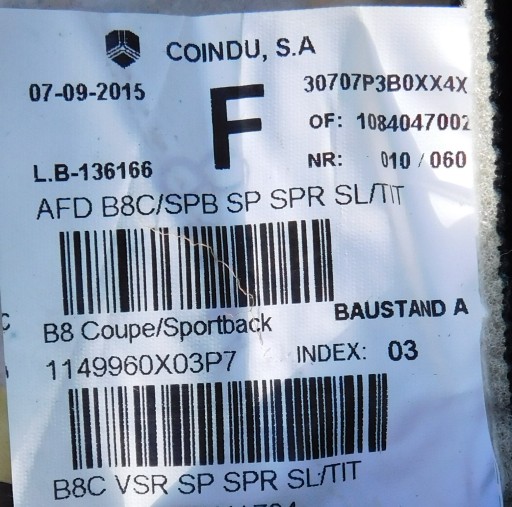 COINDU, S.A
07-09-2015
F
30707P3B0XX4X
OF: 1084047002
L.B-136166
NR: 010 / 060
AFD B8C/SPB SP SPR SL/TIT
BAUSTAND A
B8 Coupe/Sportback
1149960X03P7
INDEX: 03
B8C VSR SP SPR SL/TIT